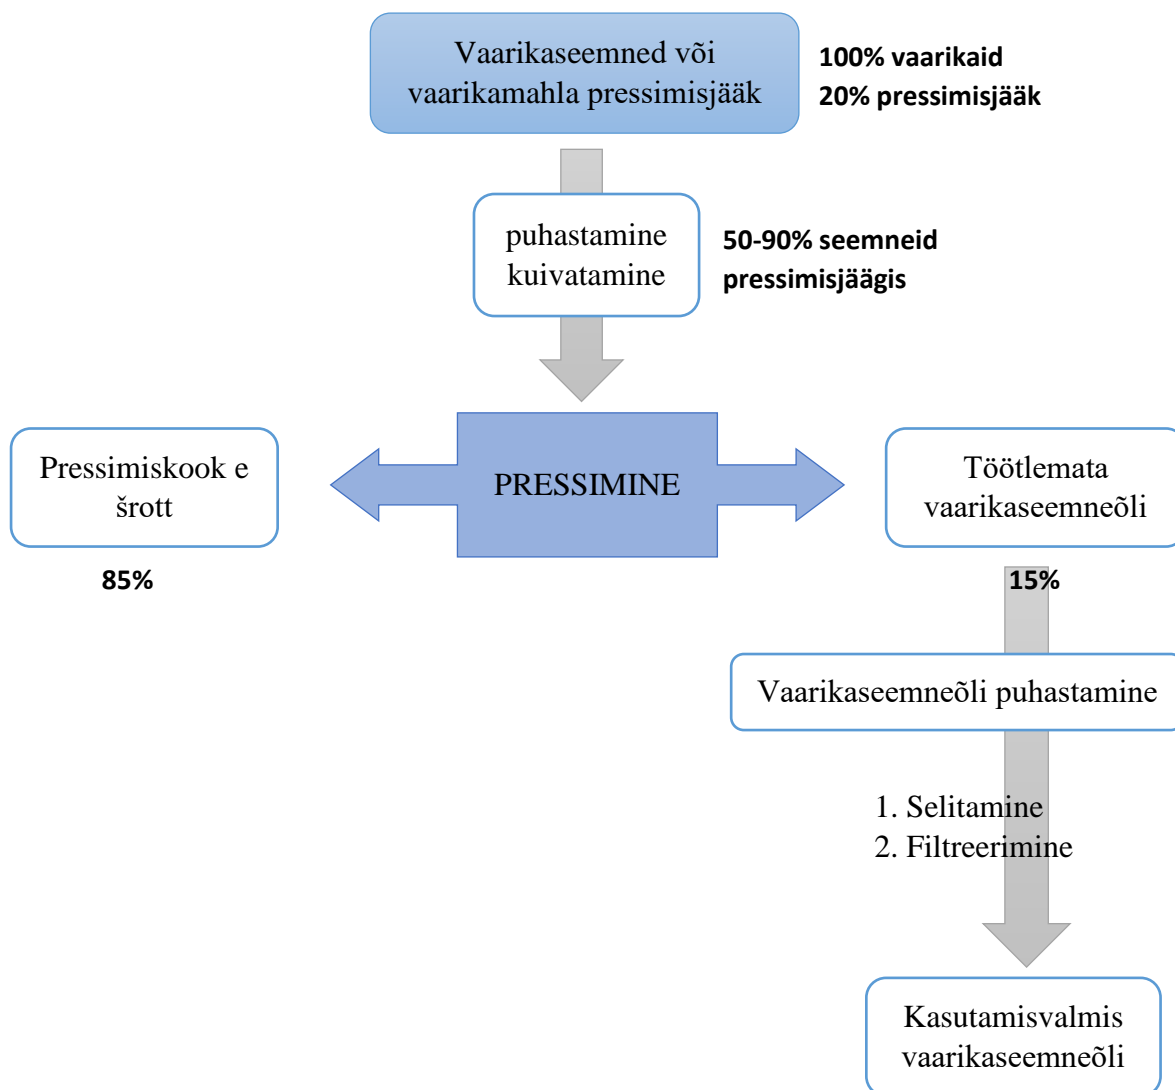 Vaarikaseemned või
vaarikamahla pressimisjääk
100% vaarikaid
20% pressimisjääk
puhastamine
kuivatamine
50-90% seemneid
pressimisjäägis
Pressimiskook e
šrott
85%
PRESSIMINE
Töötlemata
vaarikaseemneõli
15%
Vaarikaseemneõli puhastamine
1. Selitamine
2. Filtreerimine
Kasutamisvalmis
vaarikaseemneõli